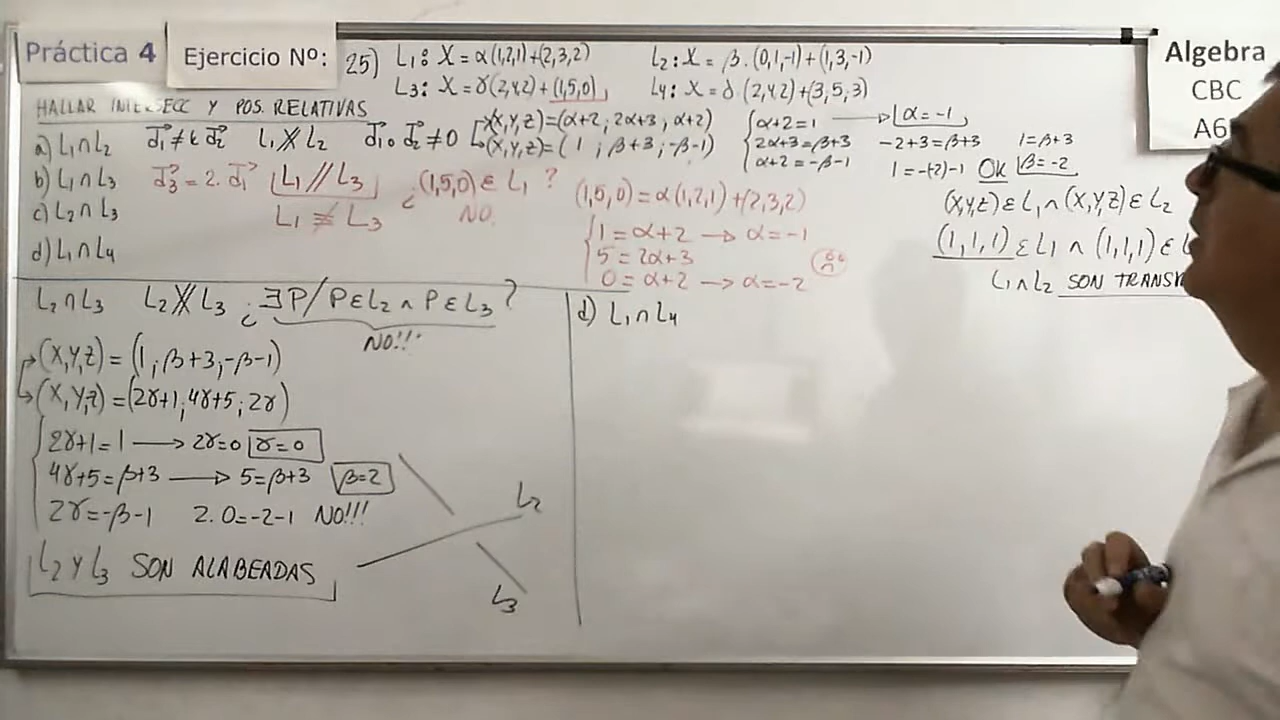 Práctica 4
Ejercicio Nº:
25) L₁: X = α(1,2,1)+(2,3,2)
L₂: X = β·(0,1,-1)+(1,3,-1)
L₃: X = γ(2,4,2)+(1,5,0)
L₄: X = δ·(2,4,2)+(3,5,3)
Algebra
CBC
A6
HALLAR INTERSECC Y POS. RELATIVAS
a) L₁∩L₂
d₁ ≠ k d₂ L₁ ∦ L₂ d₁ ∘ d₂ ≠ 0
(X,Y,Z) = (α+2; 2α+3; α+2)
(X,Y,Z) = (1; β+3; -β-1)
α+2=1 → α=-1
2α+3=β+3 -2+3=β+3 1=β+3
α+2=-β-1 1=-(-2)-1 OK β=-2
(X,Y,Z) ε L₁ ∧ (X,Y,Z) ε L₂
(1,1,1) ε L₁ ∧ (1,1,1) ε
L₁∩L₂ SON
b) L₁∩L₃
d₃ = 2·d₁ L₁ // L₃ ¿(1,5,0) ε L₁?
L₁ ≢ L₃ NO
(1,5,0) = α(1,2,1)+(2,3,2)
1=α+2 → α=-1
5=2α+3
0=α+2 → α=-2
c) L₂∩L₃
d) L₁∩L₄
L₂∩L₃ L₂ ∦ L₃ ¿∃P/ P ε L₂ ∧ P ε L₃?
NO!!
(X,Y,Z) = (1; β+3; -β-1)
(X,Y,Z) = (2γ+1; 4γ+5; 2γ)
2γ+1=1 → 2γ=0 γ=0
4γ+5=β+3 → 5=β+3 β=2
2γ=-β-1 2·0=-2-1 NO!!!
L₂ Y L₃ SON ALABEADAS
L₂
L₃
d) L₁∩L₄